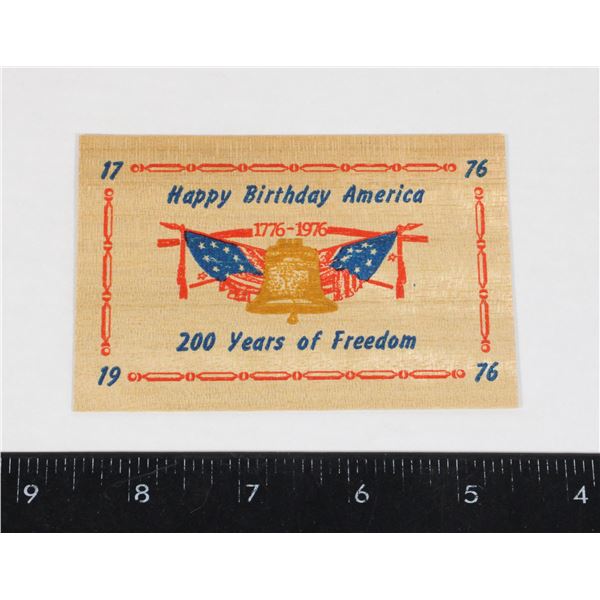 17 76
Happy Birthday America
1776-1976
200 Years of Freedom
19 76
9 8 7 6 5 4